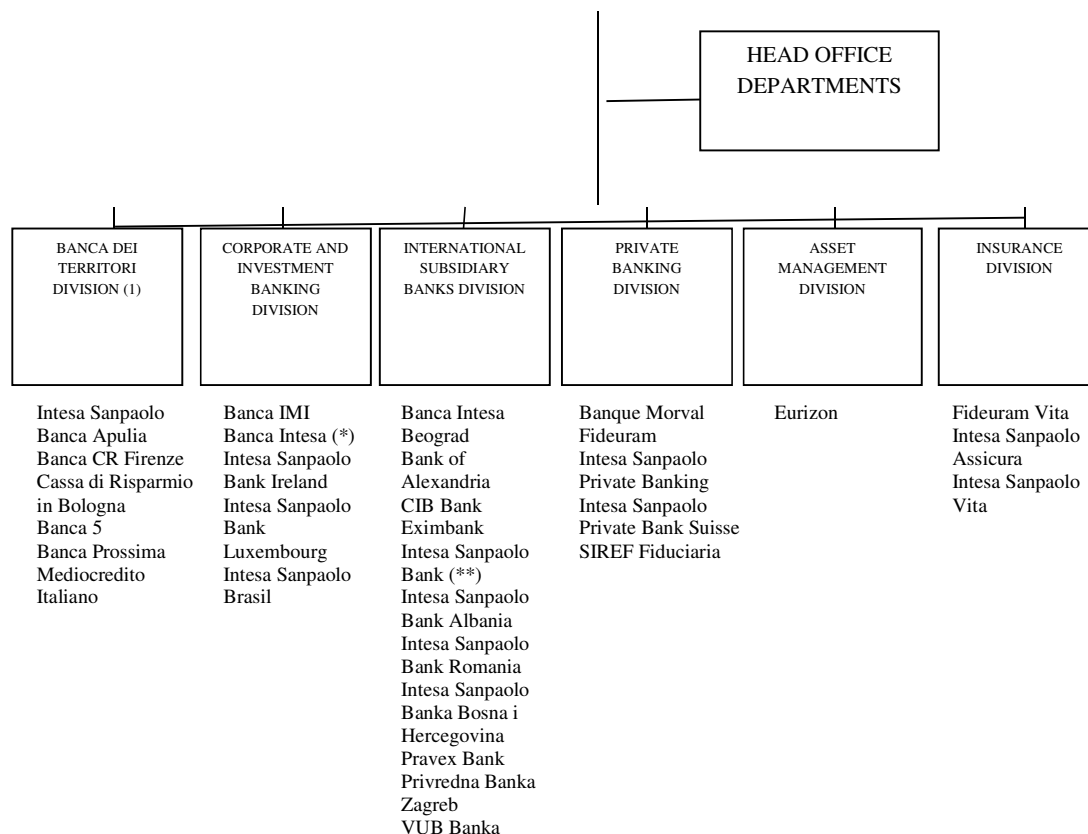 HEAD OFFICE
DEPARTMENTS
BANCA DEI
TERRITORI
DIVISION (1)
CORPORATE AND
INVESTMENT
BANKING
DIVISION
INTERNATIONAL
SUBSIDIARY
BANKS DIVISION
PRIVATE
BANKING
DIVISION
ASSET
MANAGEMENT
DIVISION
INSURANCE
DIVISION
Intesa Sanpaolo
Banca Apulia
Banca CR Firenze
Cassa di Risparmio
in Bologna
Banca 5
Banca Prossima
Mediocredito
Italiano
Banca IMI
Banca Intesa (*)
Intesa Sanpaolo
Bank Ireland
Intesa Sanpaolo
Bank
Luxembourg
Intesa Sanpaolo
Brasil
Banca Intesa
Beograd
Bank of
Alexandria
CIB Bank
Eximbank
Intesa Sanpaolo
Bank (**)
Intesa Sanpaolo
Bank Albania
Intesa Sanpaolo
Bank Romania
Intesa Sanpaolo
Banka Bosna i
Hercegovina
Pravex Bank
Privredna Banka
Zagreb
VUB Banka
Banque Morval
Fideuram
Intesa Sanpaolo
Private Banking
Intesa Sanpaolo
Private Bank Suisse
SIREF Fiduciaria
Eurizon
Fideuram Vita
Intesa Sanpaolo
Assicura
Intesa Sanpaolo
Vita